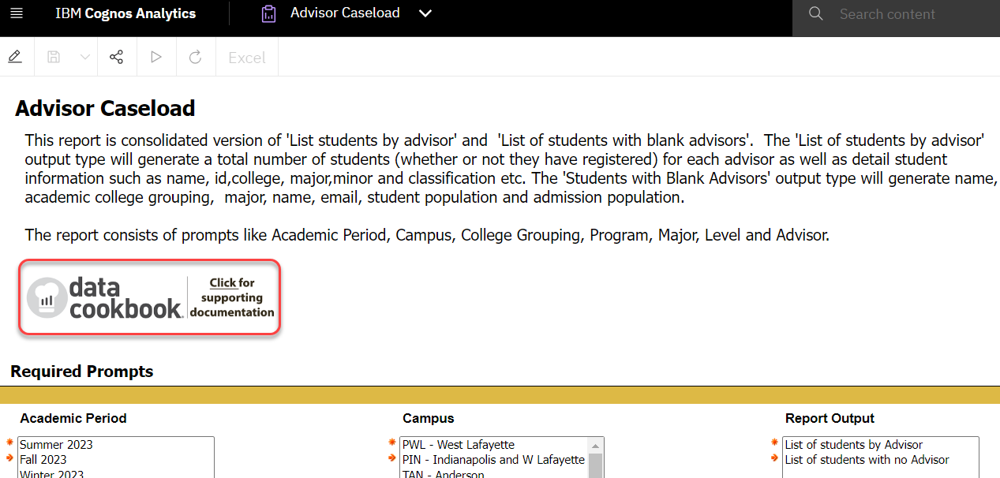 IBM Cognos Analytics
Advisor Caseload
Search content
Excel
Advisor Caseload
This report is consolidated version of 'List students by advisor' and  'List of students with blank advisors'.  The 'List of students by advisor'
output type will generate a total number of students (whether or not they have registered) for each advisor as well as detail student
information such as name, id,college, major,minor and classification etc. The 'Students with Blank Advisors' output type will generate name,
academic college grouping,  major, name, email, student population and admission population.
The report consists of prompts like Academic Period, Campus, College Grouping, Program, Major, Level and Advisor.
data
cookbook.
Click for
supporting
documentation
Required Prompts
Academic Period
Summer 2023
Fall 2023
Winter 2023
Campus
PWL - West Lafayette
PIN - Indianapolis and W Lafayette
TAN - Anderson
Report Output
List of students by Advisor
List of students with no Advisor